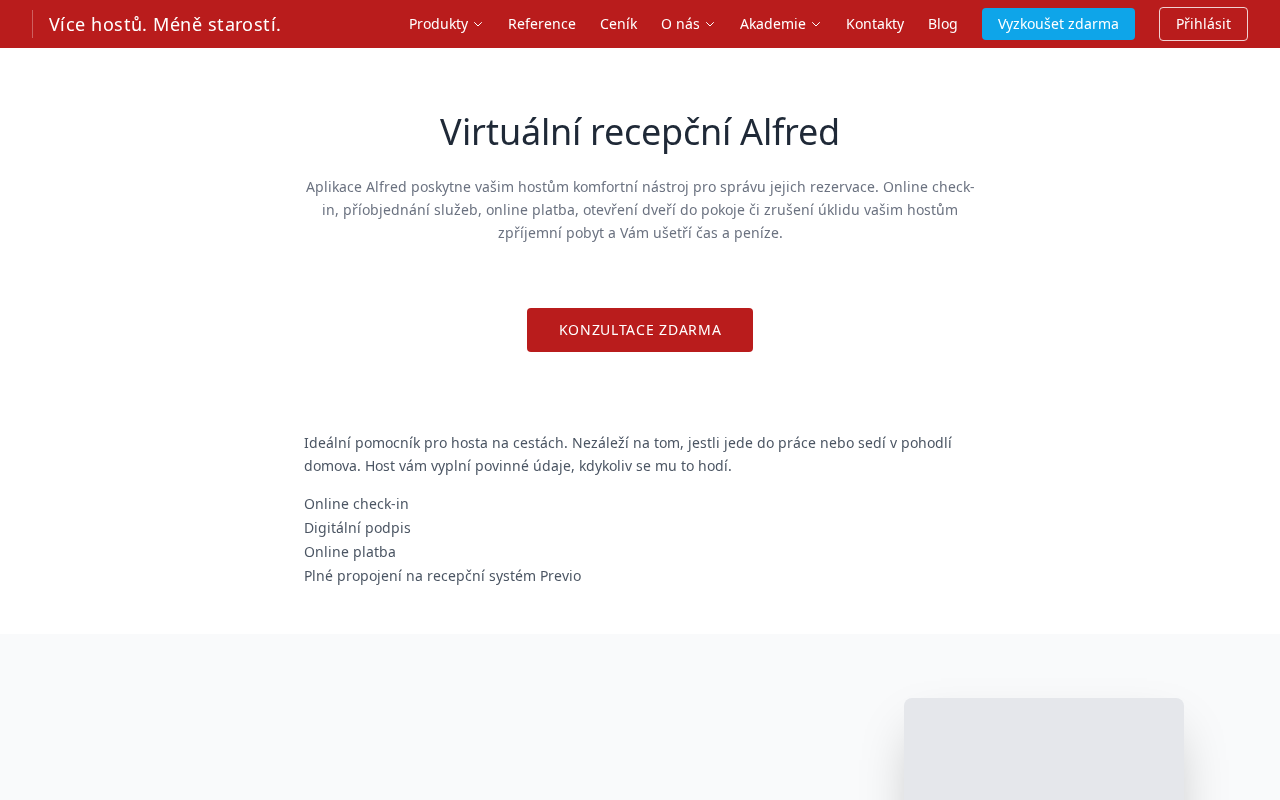 Více hostů. Méně starostí.
Produkty
Reference
Ceník
O nás
Akademie
Kontakty
Blog
Vyzkoušet zdarma
Přihlásit
Virtuální recepční Alfred
Aplikace Alfred poskytne vašim hostům komfortní nástroj pro správu jejich rezervace. Online check-
in, příobjednání služeb, online platba, otevření dveří do pokoje či zrušení úklidu vašim hostům
zpříjemní pobyt a Vám ušetří čas a peníze.
KONZULTACE ZDARMA
Ideální pomocník pro hosta na cestách. Nezáleží na tom, jestli jede do práce nebo sedí v pohodlí
domova. Host vám vyplní povinné údaje, kdykoliv se mu to hodí.
Online check-in
Digitální podpis
Online platba
Plné propojení na recepční systém Previo